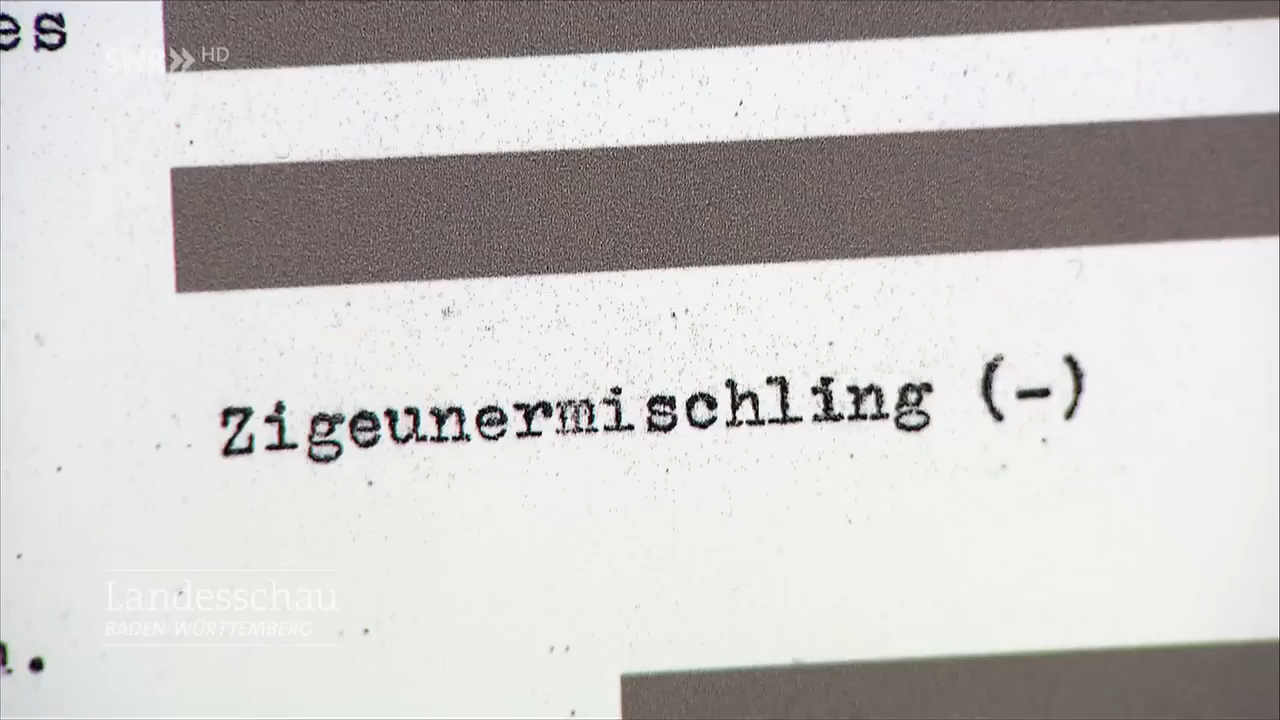 es
SWR» HD
Zigeunermischling (-)
Landesschau
BADEN-WÜRTTEMBERG